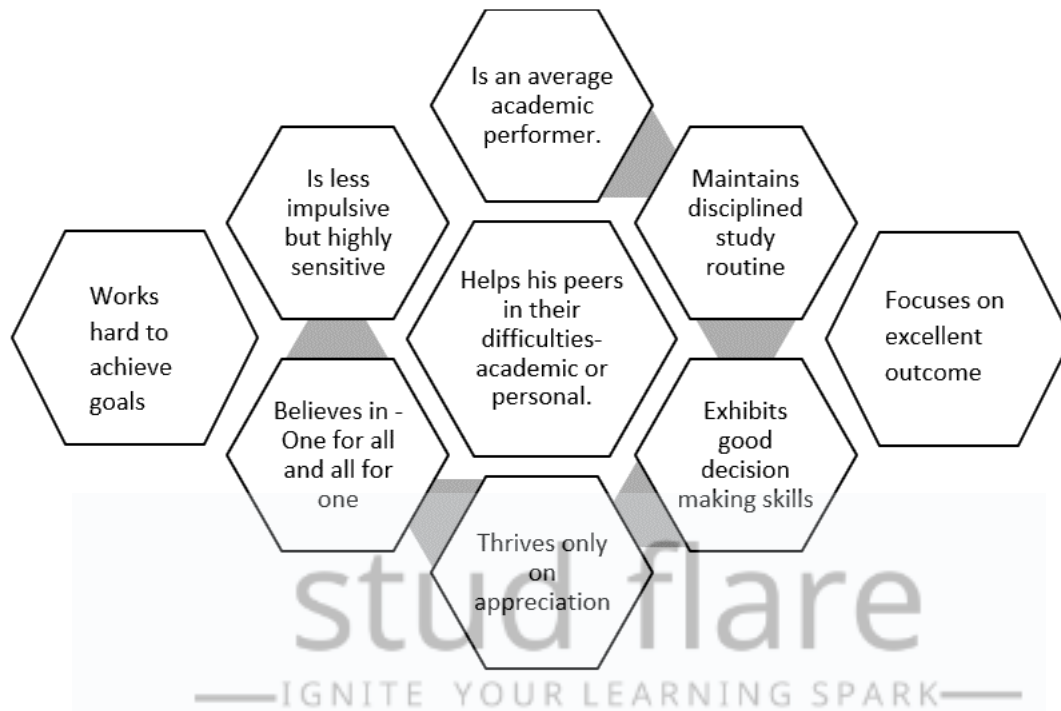 Is an average
academic
performer.
Is less
impulsive
but highly
sensitive
Maintains
disciplined
study
routine
Works
hard to
achieve
goals
Helps his peers
in their
difficulties-
academic or
personal.
Focuses on
excellent
outcome
Believes in -
One for all
and all for
one
Exhibits
good
decision
making skills
Thrives only
on
appreciation
stud flare
IGNITE YOUR LEARNING SPARK